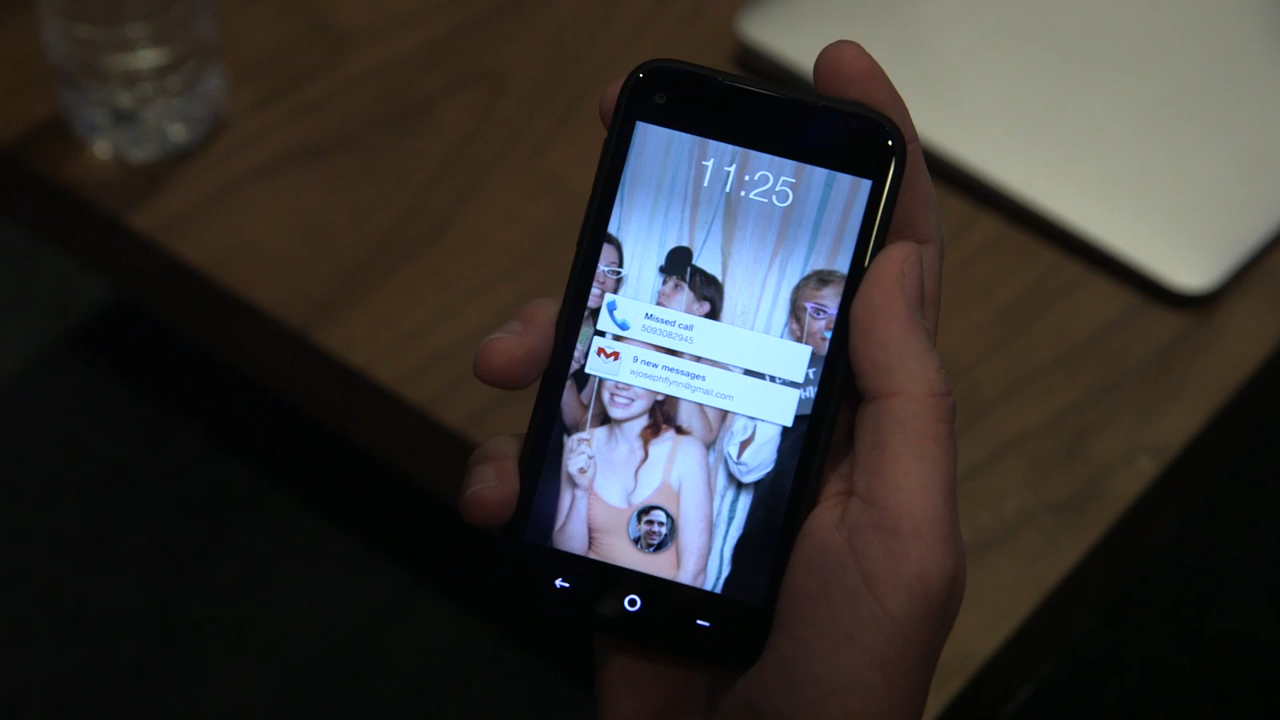 11:25
Missed call
5093082945
9 new messages
wjosephflynn@gmail.com